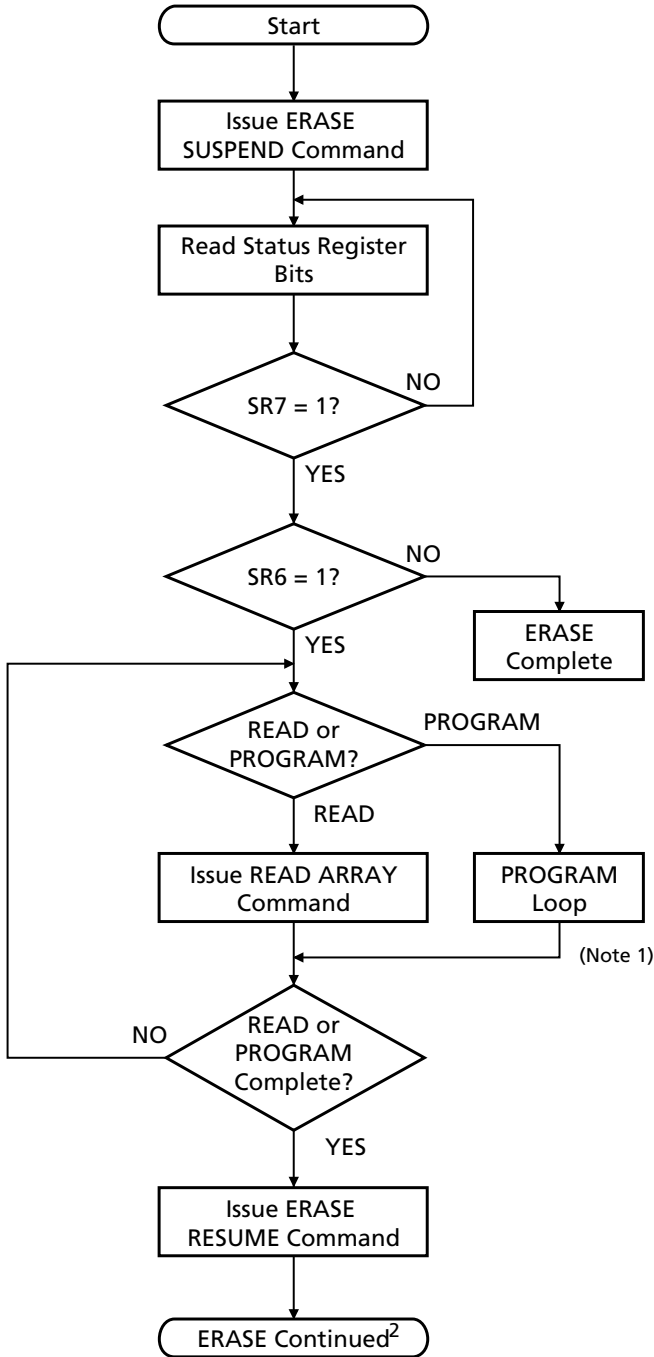 Start
Issue ERASE
SUSPEND Command
Read Status Register
Bits
NO
SR7 = 1?
YES
NO
SR6 = 1?
YES
ERASE
Complete
READ or
PROGRAM?
PROGRAM
READ
Issue READ ARRAY
Command
PROGRAM
Loop
(Note 1)
NO
READ or
PROGRAM
Complete?
YES
Issue ERASE
RESUME Command
ERASE Continued2